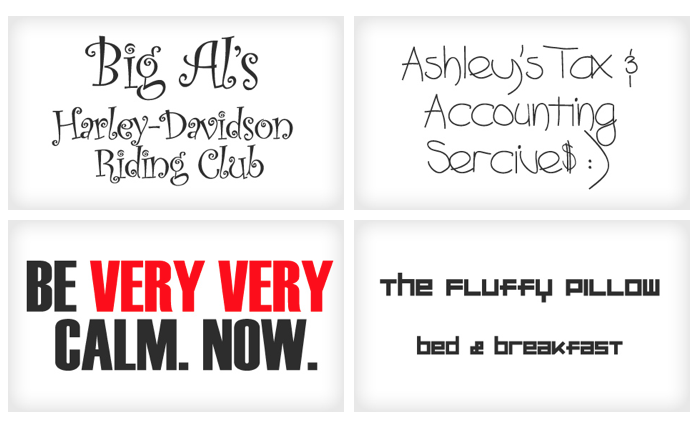 Big Al's
Harley-Davidson
Riding Club
Ashley's Tax &
Accounting
Sercive$ :)
BE VERY VERY
CALM. NOW.
The Fluffy Pillow
bed & breakfast